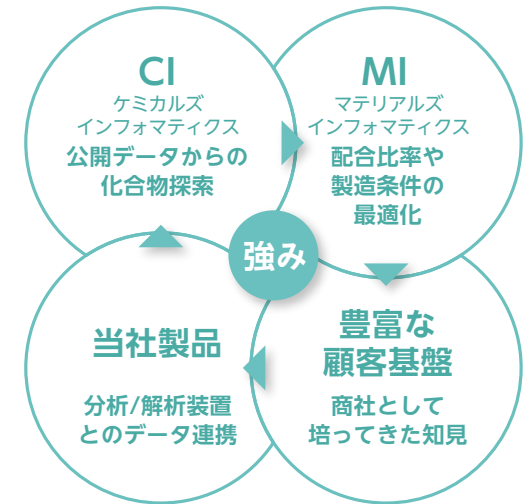 CI
ケミカルズ
インフォマティクス
公開データからの
化合物探索
MI
マテリアルズ
インフォマティクス
配合比率や
製造条件の
最適化
強み
当社製品
分析/解析装置
とのデータ連携
豊富な
顧客基盤
商社として
培ってきた知見